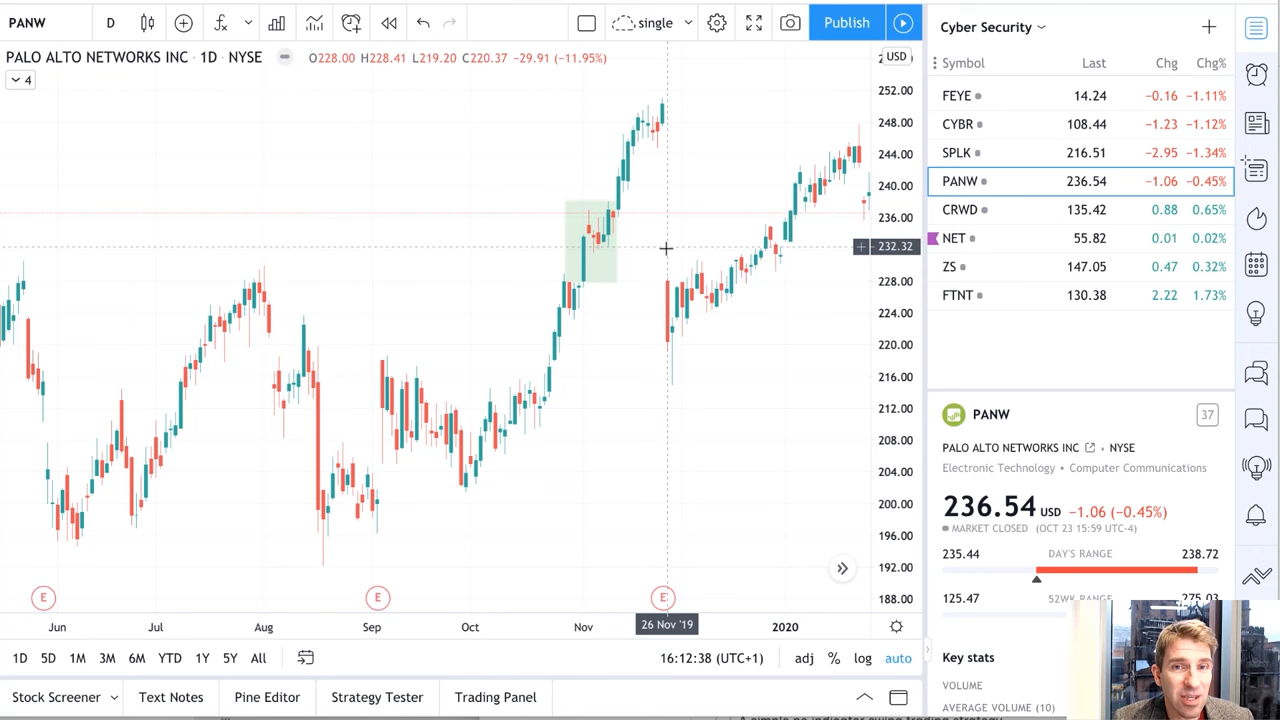 PANW D single Publish
PALO ALTO NETWORKS INC · 1D · NYSE O228.00 H228.41 L219.20 C220.37 −29.91 (−11.95%)
4
USD
252.00
248.00
244.00
240.00
236.00
232.32
228.00
224.00
220.00
216.00
212.00
208.00
204.00
200.00
196.00
192.00
188.00
E E E
Jun Jul Aug Sep Oct Nov 26 Nov '19 2020
1D 5D 1M 3M 6M YTD 1Y 5Y All 16:12:38 (UTC+1) adj % log auto
Stock Screener Text Notes Pine Editor Strategy Tester Trading Panel
Cyber Security
Symbol Last Chg Chg%
FEYE 14.24 −0.16 −1.11%
CYBR 108.44 −1.23 −1.12%
SPLK 216.51 −2.95 −1.34%
PANW 236.54 −1.06 −0.45%
CRWD 135.42 0.88 0.65%
NET 55.82 0.01 0.02%
ZS 147.05 0.47 0.32%
FTNT 130.38 2.22 1.73%
PANW 37
PALO ALTO NETWORKS INC · NYSE
Electronic Technology • Computer Communications
236.54 USD −1.06 (−0.45%)
MARKET CLOSED (OCT 23 15:59 UTC-4)
235.44 DAY'S RANGE 238.72
125.47 52WK RANGE 275.03
Key stats
VOLUME
AVERAGE VOLUME (10)
A simple no indicator swing trading strategy